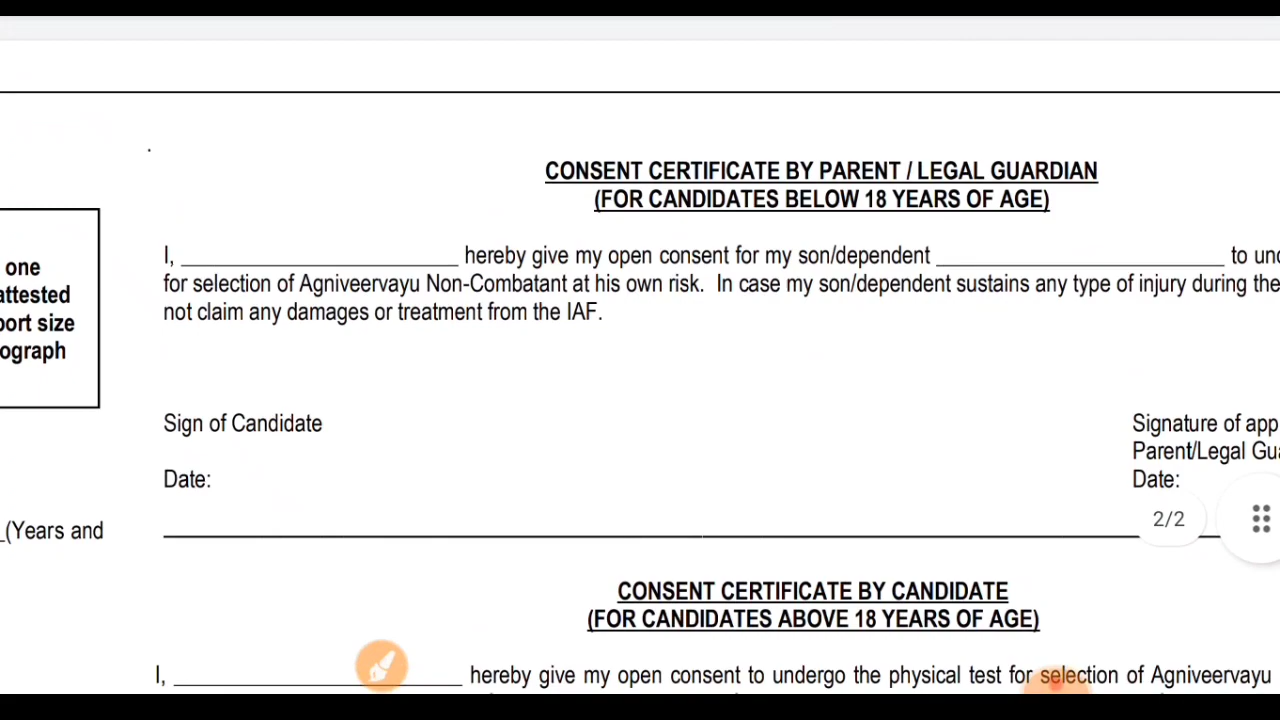 CONSENT CERTIFICATE BY PARENT / LEGAL GUARDIAN
(FOR CANDIDATES BELOW 18 YEARS OF AGE)
one
attested
port size
ograph
I, ______________________ hereby give my open consent for my son/dependent ______________________ to und
for selection of Agniveervayu Non-Combatant at his own risk. In case my son/dependent sustains any type of injury during the
not claim any damages or treatment from the IAF.
Sign of Candidate
Signature of app
Parent/Legal Gua
Date:
Date:
2/2
_(Years and
CONSENT CERTIFICATE BY CANDIDATE
(FOR CANDIDATES ABOVE 18 YEARS OF AGE)
I, ______________________ hereby give my open consent to undergo the physical test for selection of Agniveervayu